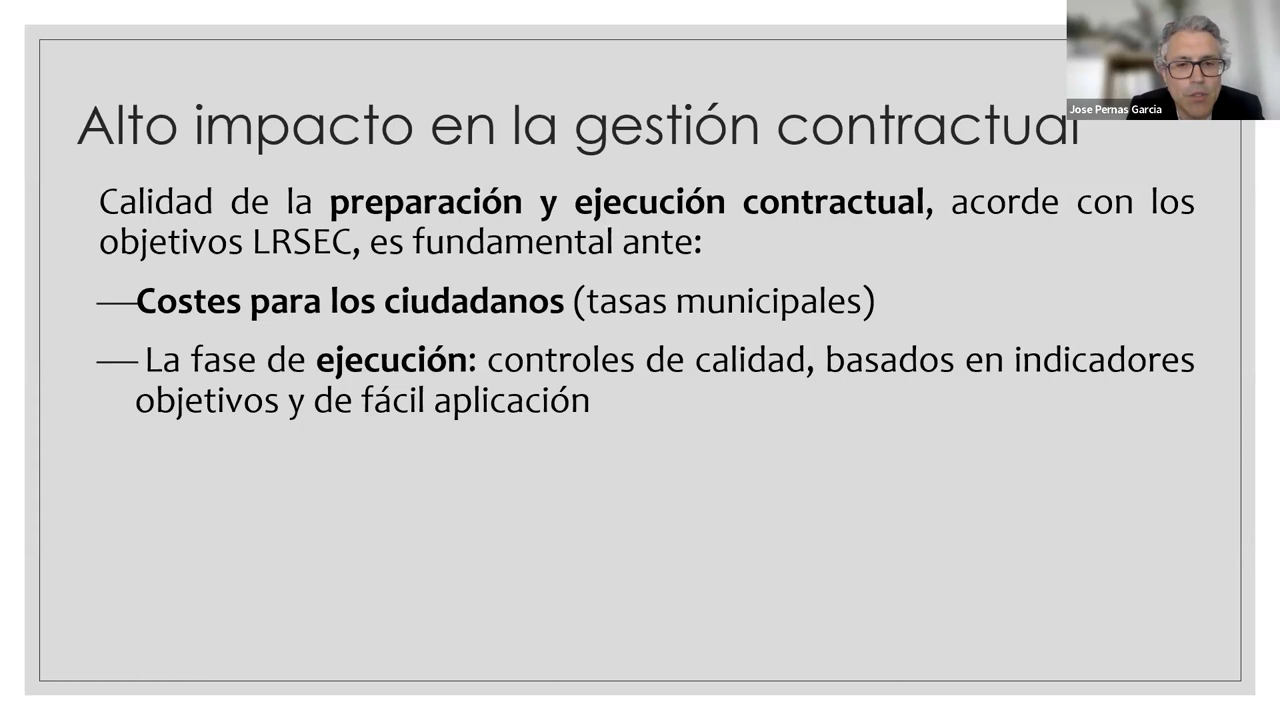 Alto impacto en la gestión contractual
Jose Pernas Garcia
Calidad de la preparación y ejecución contractual, acorde con los
objetivos LRSEC, es fundamental ante:
—Costes para los ciudadanos (tasas municipales)
— La fase de ejecución: controles de calidad, basados en indicadores
objetivos y de fácil aplicación